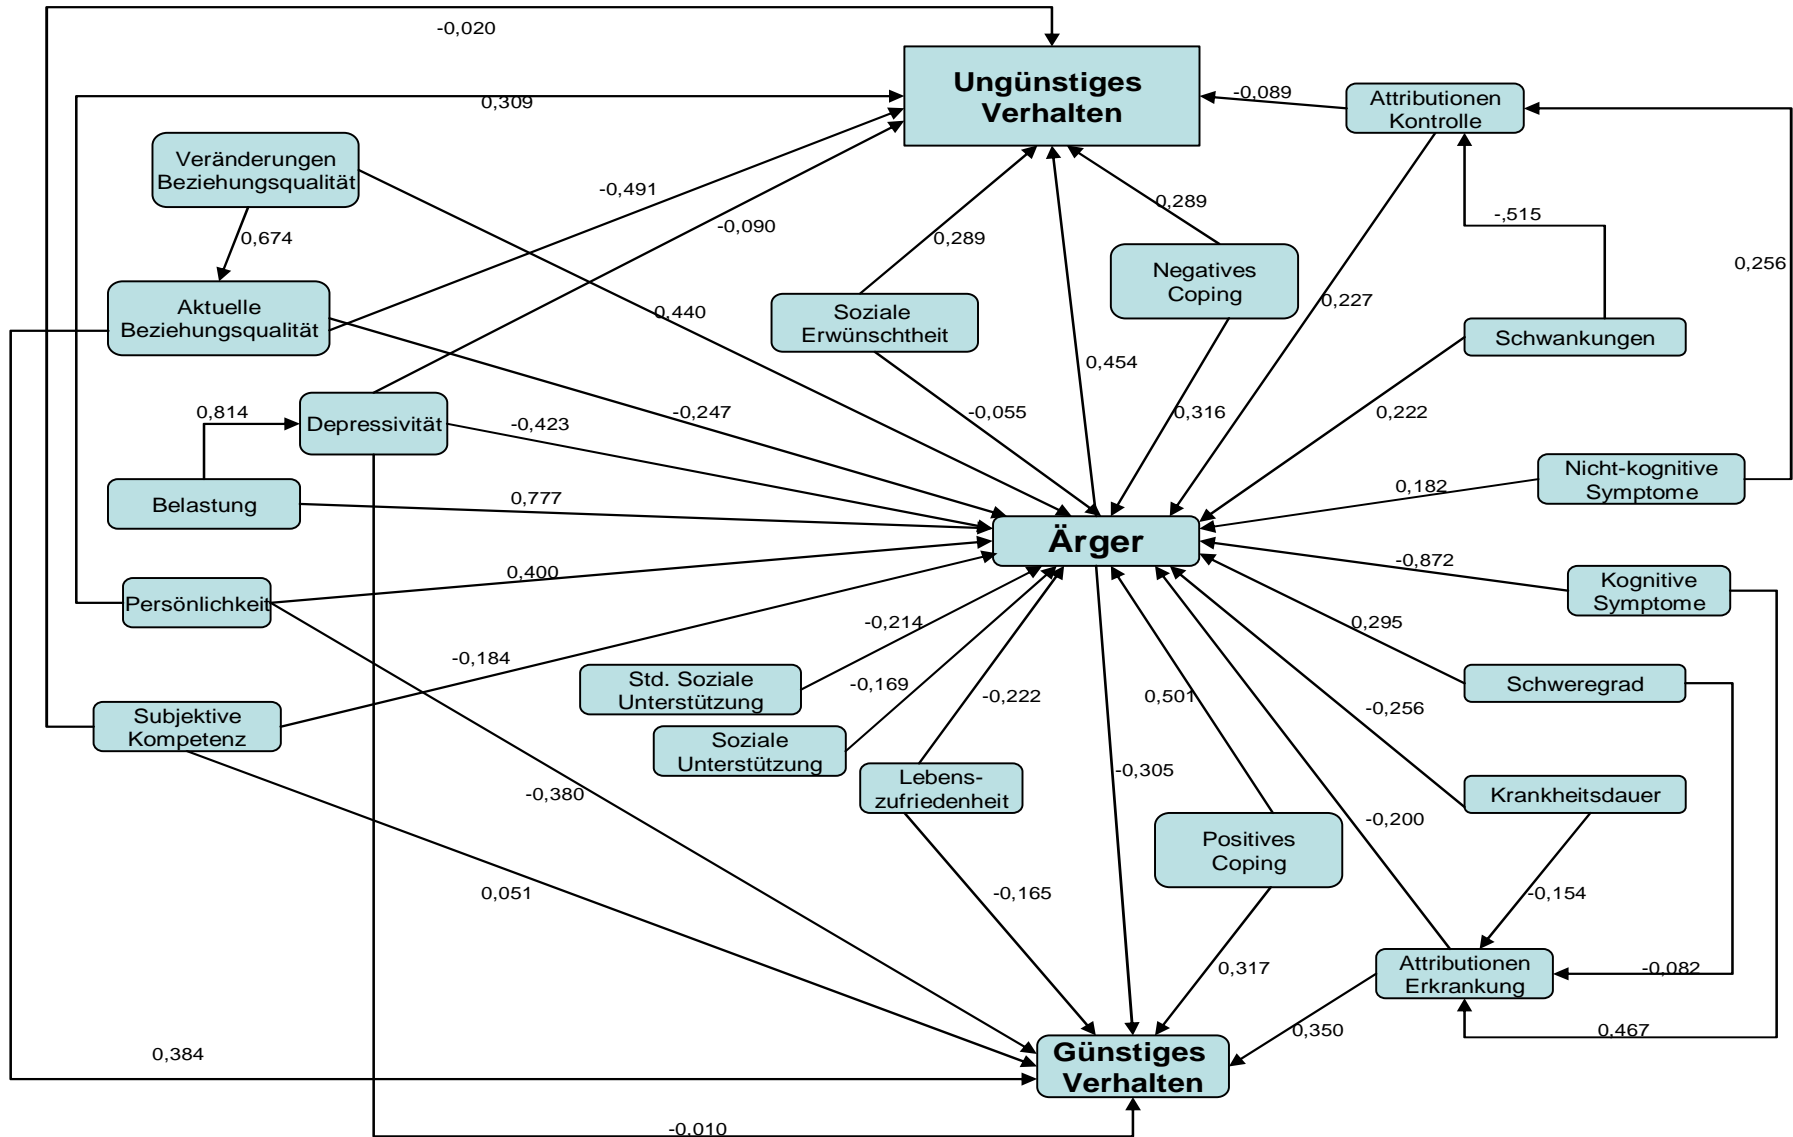 -0,020
Ungünstiges
Verhalten
-0,089
Attributionen
Kontrolle
0,309
Veränderungen
Beziehungsqualität
-0,491
-0,090
0,289
-,515
0,674
0,289
0,256
Negatives
Coping
Aktuelle
Beziehungsqualität
0,440
Soziale
Erwünschtheit
0,227
Schwankungen
0,454
0,814
Depressivität
-0,423
-0,247
-0,055
0,316
0,222
Nicht-kognitive
Symptome
0,182
Belastung
0,777
Ärger
-0,872
Kognitive
Symptome
0,400
Persönlichkeit
-0,214
0,295
-0,184
-0,169
Std. Soziale
Unterstützung
-0,222
0,501
Schweregrad
-0,256
Subjektive
Kompetenz
Soziale
Unterstützung
-0,305
Lebens-
zufriedenheit
-0,380
Krankheitsdauer
-0,200
Positives
Coping
0,051
-0,165
-0,154
0,317
Attributionen
Erkrankung
-0,082
0,350
0,467
0,384
Günstiges
Verhalten
-0,010